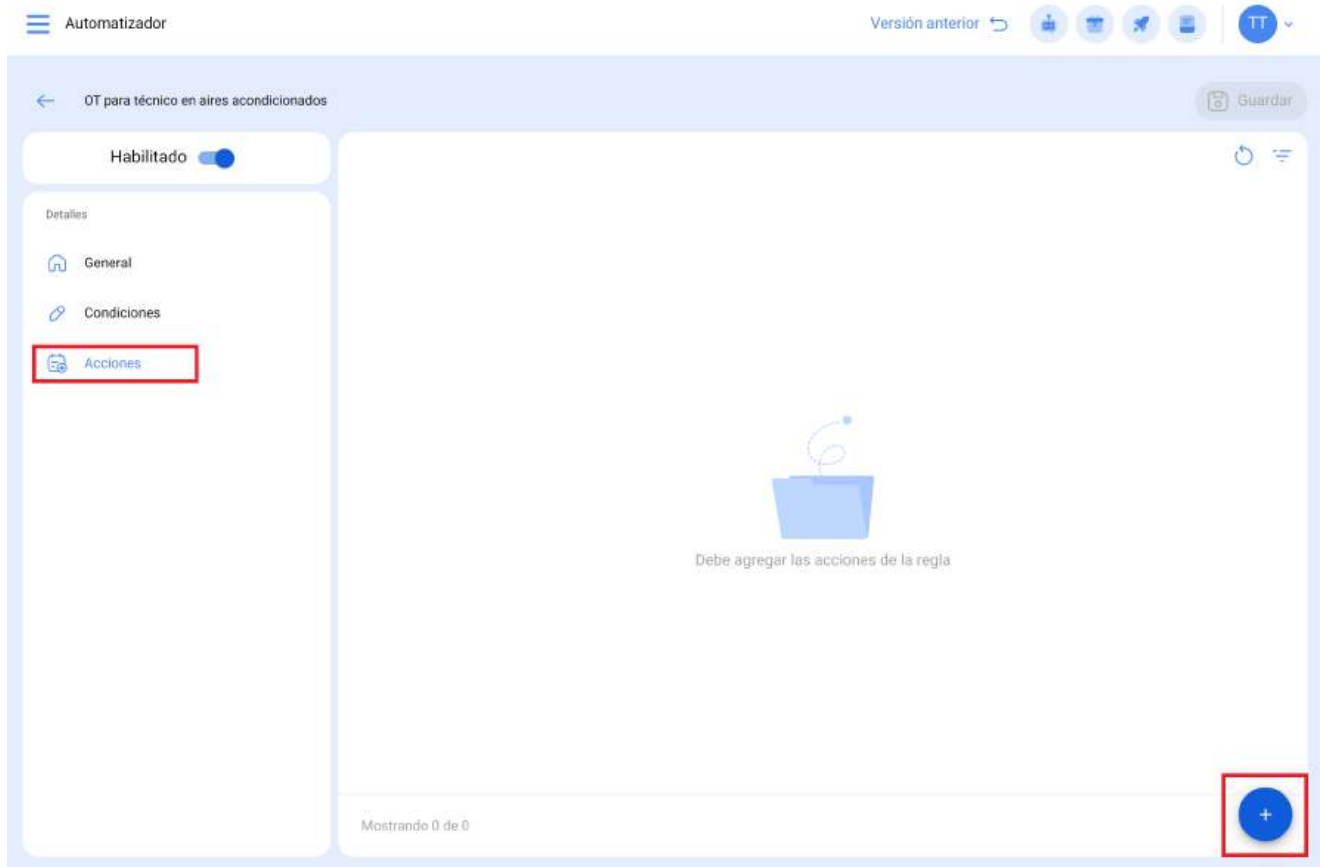 Automatizador
Versión anterior
TT
OT para técnico en aires acondicionados
Guardar
Habilitado
Detalles
General
Condiciones
Acciones
Debe agregar las acciones de la regla
Mostrando 0 de 0
+